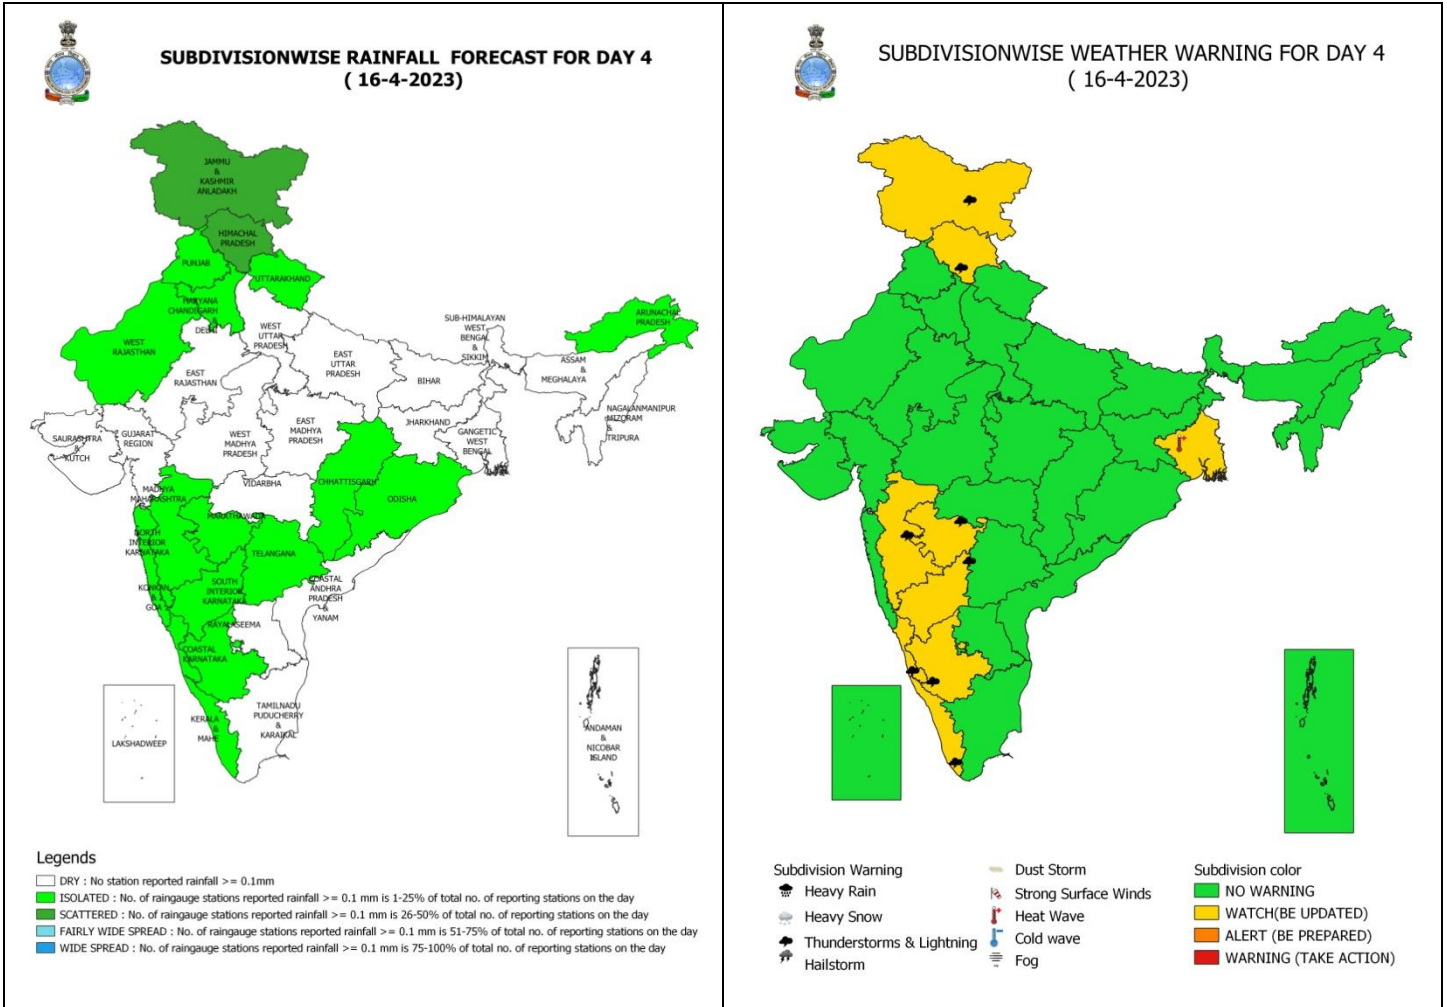 SUBDIVISIONWISE RAINFALL FORECAST FOR DAY 4
( 16-4-2023)
JAMMU
&
KASHMIR
ANLADAKH
HIMACHAL
PRADESH
PUNJAB
UTTARAKHAND
HARYANA
CHANDIGARH
&
DELHI
WEST
RAJASTHAN
WEST
UTTAR
PRADESH
SUB-HIMALAYAN
WEST
BENGAL
&
SIKKIM
ARUNACHAL
PRADESH
EAST
RAJASTHAN
EAST
UTTAR
PRADESH
BIHAR
ASSAM
&
MEGHALAYA
NAGALANMANIPUR
MIZORAM
&
TRIPURA
SAURASHTRA
&
KUTCH
GUJARAT
REGION
WEST
MADHYA
PRADESH
EAST
MADHYA
PRADESH
JHARKHAND
GANGETIC
WEST
BENGAL
VIDARBHA
CHHATTISGARH
ODISHA
MADHYA
MAHARASHTRA
MARATHAWADA
NORTH
INTERIOR
KARNATAKA
TELANGANA
KONKAN
&
GOA
SOUTH
INTERIOR
KARNATAKA
COASTAL
ANDHRA
PRADESH
&
YANAM
RAYALASEEMA
COASTAL
KARNATAKA
KERALA
&
MAHE
TAMILNADU
PUDUCHERRY
&
KARAIKAL
LAKSHADWEEP
ANDAMAN
&
NICOBAR
ISLAND
Legends
DRY : No station reported rainfall >= 0.1mm
ISOLATED : No. of raingauge stations reported rainfall >= 0.1 mm is 1-25% of total no. of reporting stations on the day
SCATTERED : No. of raingauge stations reported rainfall >= 0.1 mm is 26-50% of total no. of reporting stations on the day
FAIRLY WIDE SPREAD : No. of raingauge stations reported rainfall >= 0.1 mm is 51-75% of total no. of reporting stations on the day
WIDE SPREAD : No. of raingauge stations reported rainfall >= 0.1 mm is 75-100% of total no. of reporting stations on the day
SUBDIVISIONWISE WEATHER WARNING FOR DAY 4
( 16-4-2023)
Subdivision Warning
Heavy Rain
Heavy Snow
Thunderstorms & Lightning
Hailstorm
Dust Storm
Strong Surface Winds
Heat Wave
Cold wave
Fog
Subdivision color
NO WARNING
WATCH(BE UPDATED)
ALERT (BE PREPARED)
WARNING (TAKE ACTION)